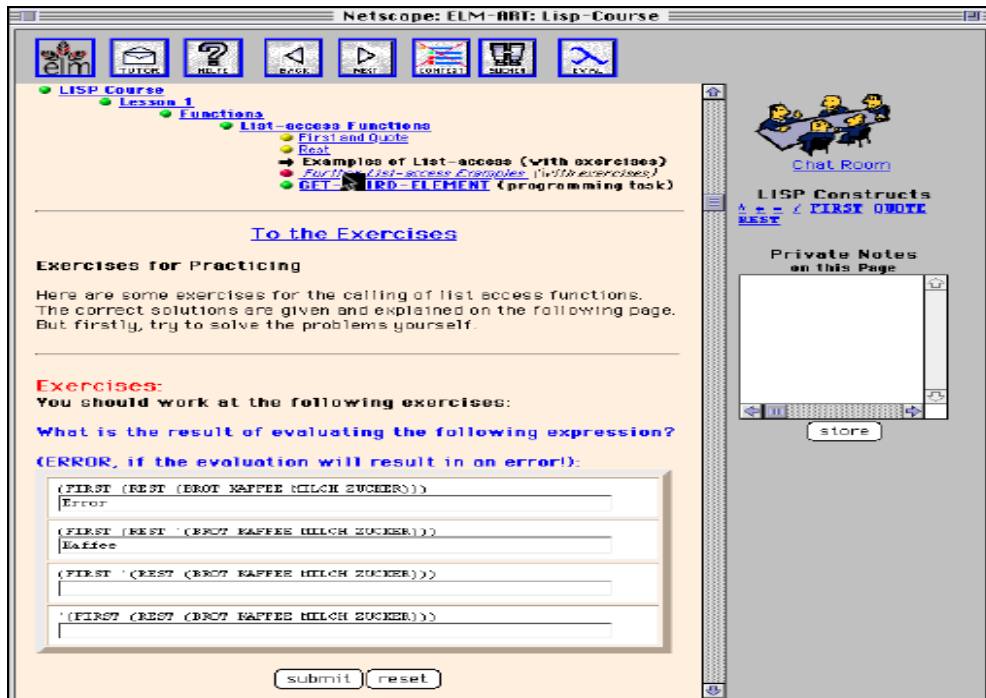 Netscape: ELM-ART: Lisp-Course
elm
TUTOR
HELP
BACK
NEXT
CONTENT
SUCHEN
EVAL
LISP Course
Lesson 1
Functions
List-access Functions
First and Quote
Rest
Examples of List-access (with exercises)
List-access Examples (with exercises)
(programming task)
To the Exercises
Exercises for Practicing
Here are some exercises for the calling of list access functions.
The correct solutions are given and explained on the following page.
But firstly, try to solve the problems yourself.
Exercises:
You should work at the following exercises:
What is the result of evaluating the following expression?
(ERROR, if the evaluation will result in an error!):
(FIRST (REST (BROT KAFFEE MILCH ZUCKER)))
Error
(FIRST (REST '(BROT KAFFEE MILCH ZUCKER)))
Kaffee
(FIRST '(REST (BROT KAFFEE MILCH ZUCKER)))
'(FIRST (REST (BROT KAFFEE MILCH ZUCKER)))
submit
reset
Chat Room
LISP Constructs
/ FIRST QUOTE
REST
Private Notes
on this Page
store